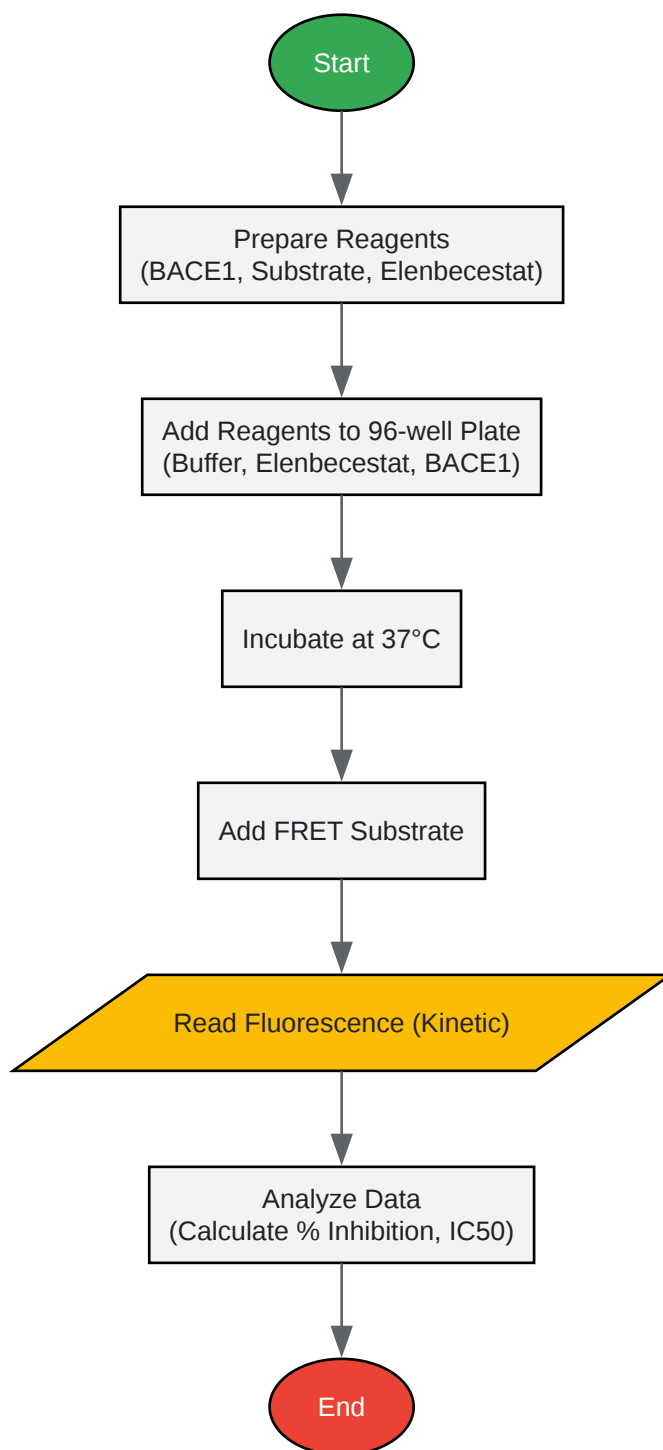 Start
Prepare Reagents
(BACE1, Substrate, Elenbecestat)
Add Reagents to 96-well Plate
(Buffer, Elenbecestat, BACE1)
Incubate at 37°C
Add FRET Substrate
Read Fluorescence (Kinetic)
Analyze Data
(Calculate % Inhibition, IC50)
End